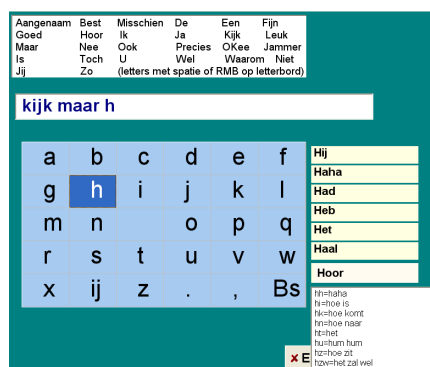 Aangenaam Best Misschien De Een Fijn
Goed Hoor Ik Ja Kijk Leuk
Maar Nee Ook Precies OKee Jammer
Is Toch U Wel Waarom Niet
Jij Zo (letters met spatie of RMB op letterbord)
kijk maar h
a b c d e f
g h i j k l
m n o p q
r s t u v w
x ij z . , Bs
Hij
Haha
Had
Heb
Het
Haal
Hoor
hh=haha
hi=hoe is
hk=hoe komt
hn=hoe naar
ht=het
hu=hum hum
hz=hoe zit
hzw=het zal wel
x E